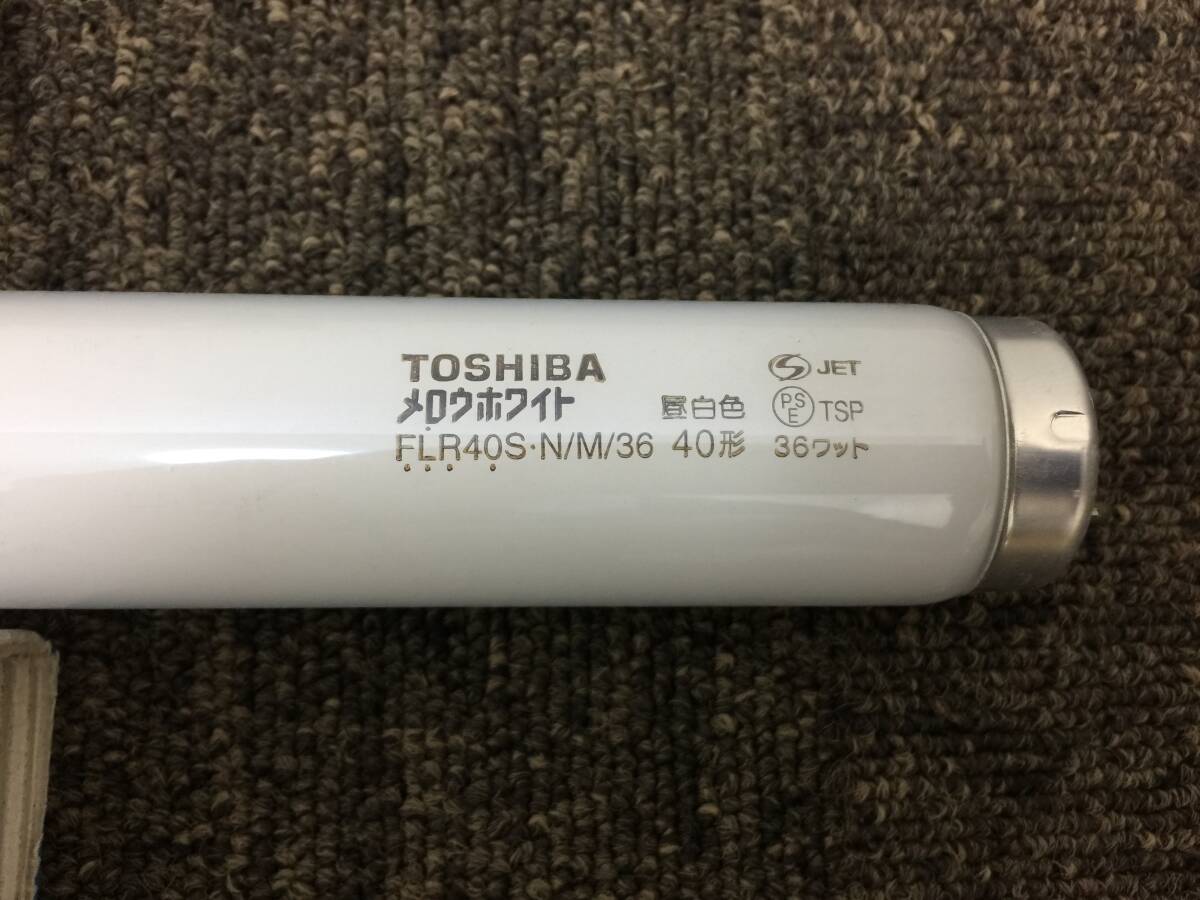 TOSHIBA
メロウホワイト 昼白色
FLR40S·N/M/36 40形 36ワット
S JET
PSE TSP